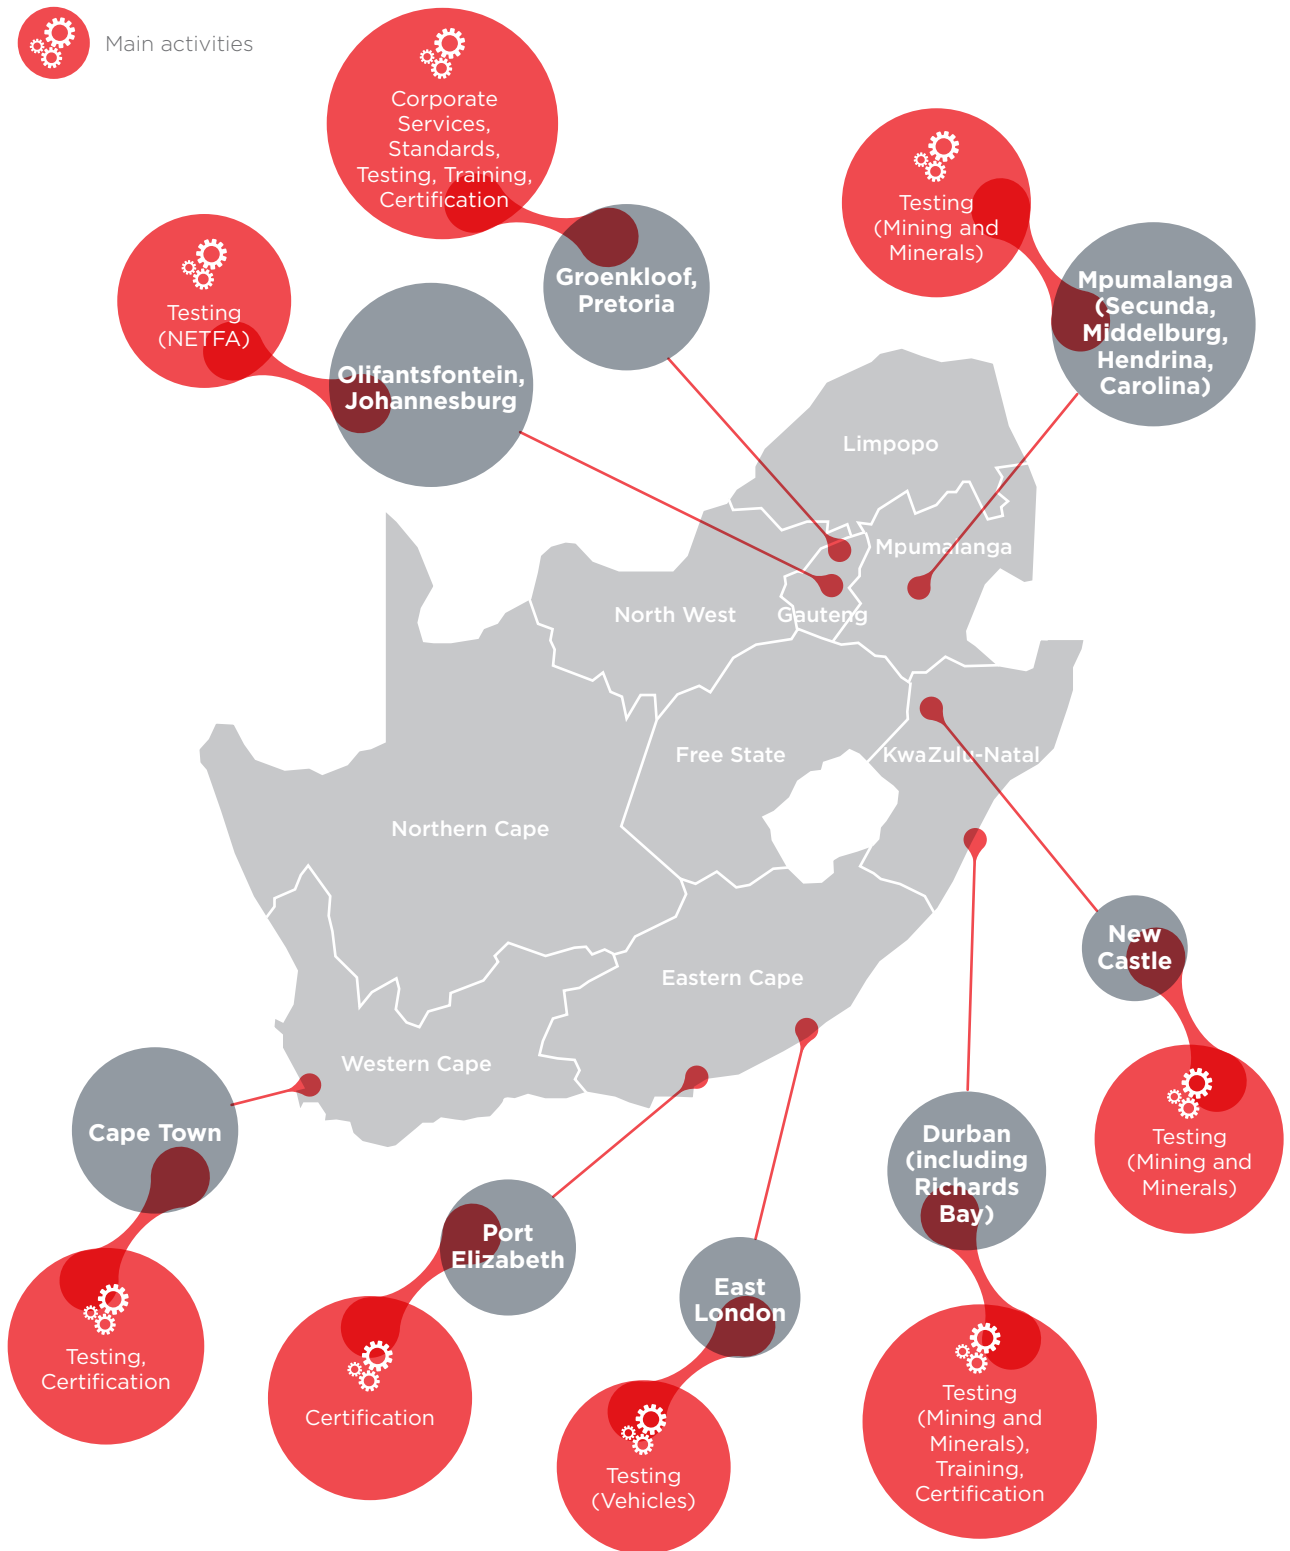 Main activities
Corporate
Services,
Standards,
Testing, Training,
Certification
Testing
(Mining and
Minerals)
Groenkloof,
Pretoria
Mpumalanga
(Secunda,
Middelburg,
Hendrina,
Carolina)
Testing
(NETFA)
Olifantsfontein,
Johannesburg
Limpopo
Mpumalanga
North West
Gauteng
Free State
KwaZulu-Natal
Northern Cape
Eastern Cape
Western Cape
New
Castle
Testing
(Mining and
Minerals)
Cape Town
Testing,
Certification
Port
Elizabeth
Certification
East
London
Testing
(Vehicles)
Durban
(including
Richards
Bay)
Testing
(Mining and
Minerals),
Training,
Certification